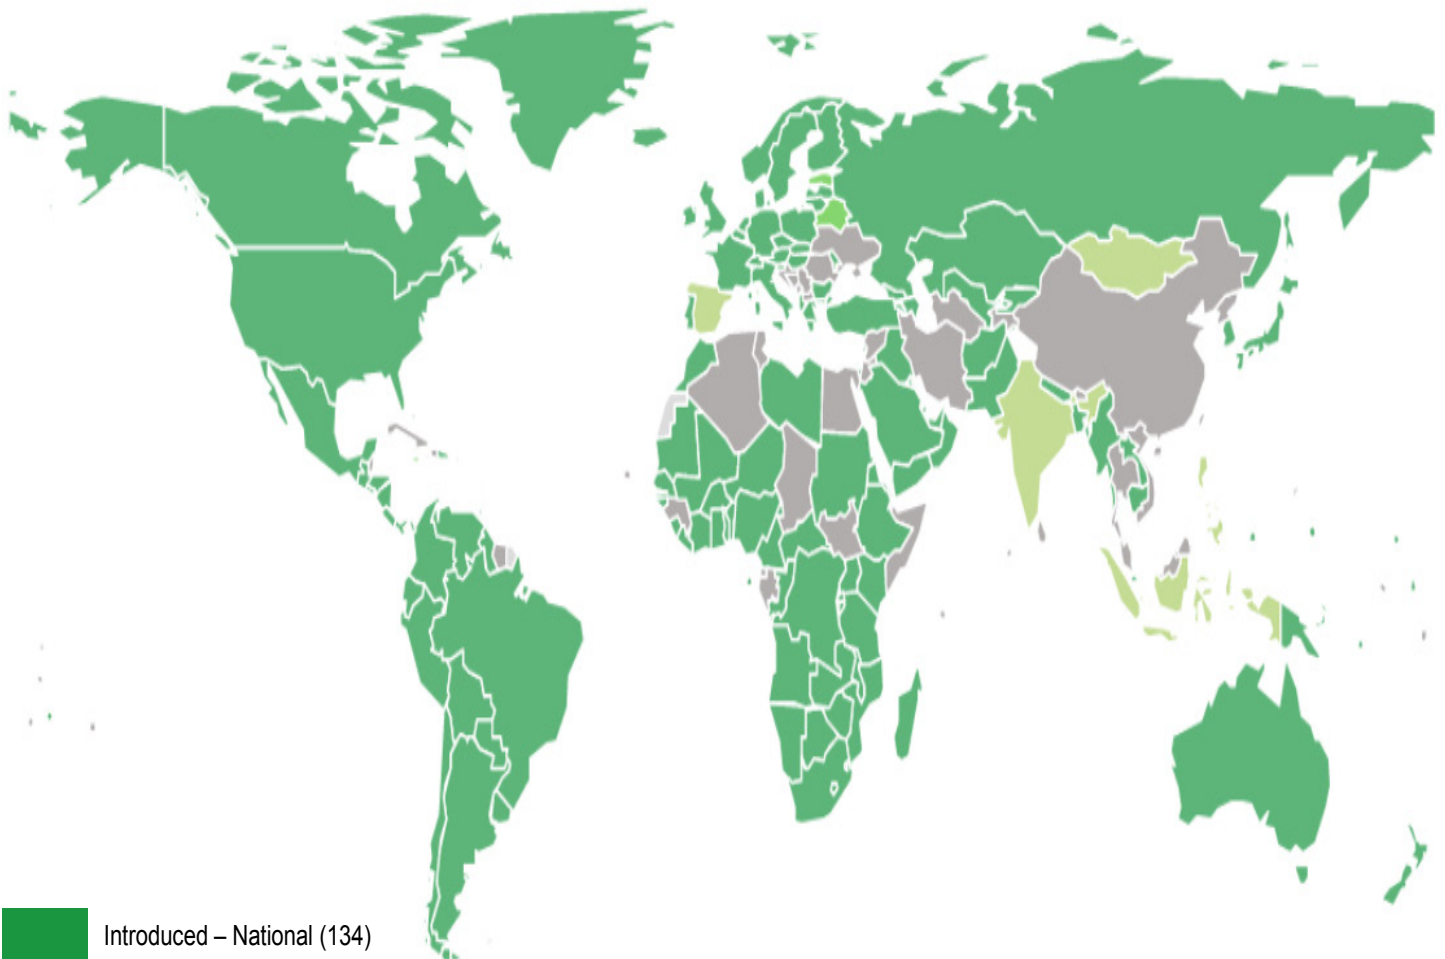 Introduced – National (134)